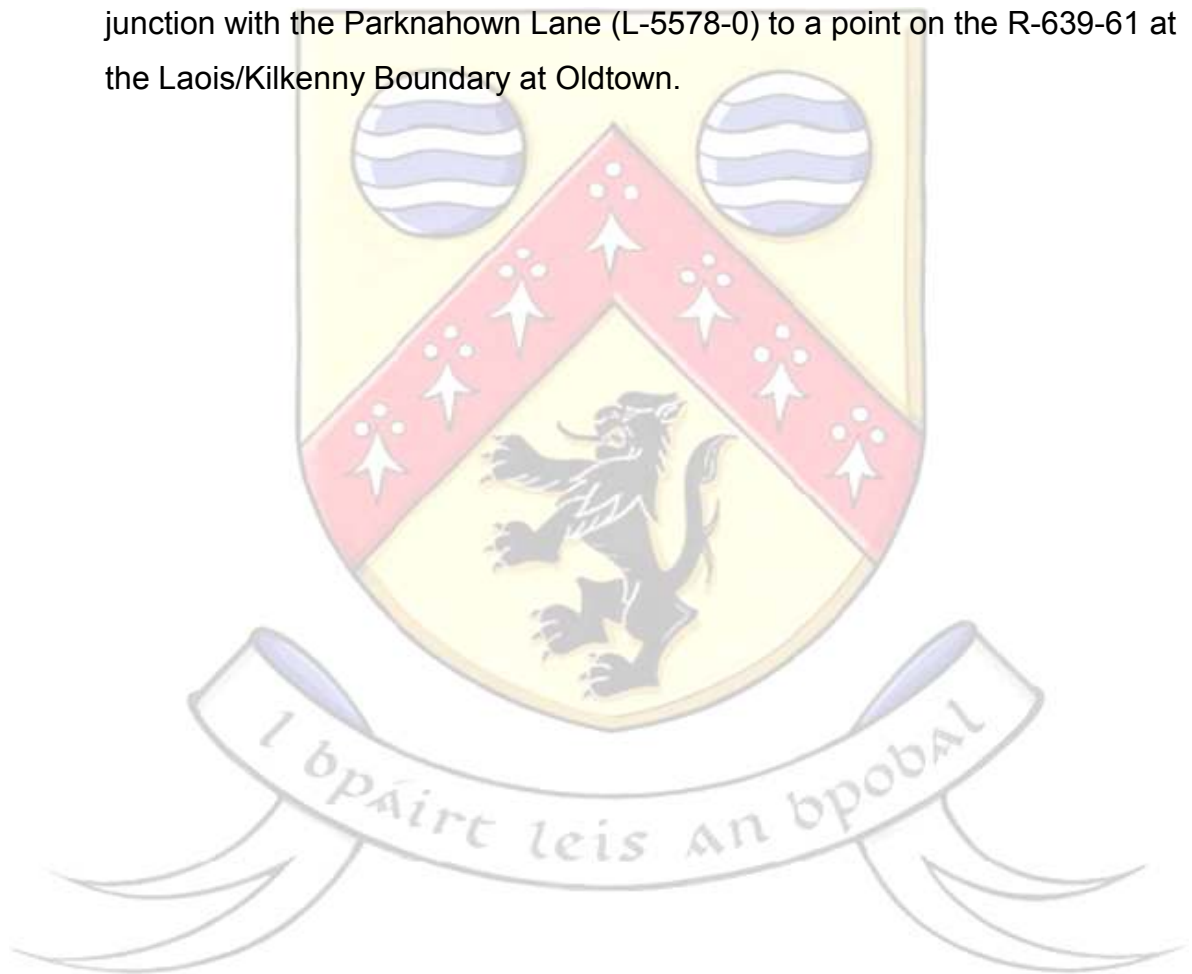 junction with the Parknahown Lane (L-5578-0) to a point on the R-639-61 at
the Laois/Kilkenny Boundary at Oldtown.
I bpáirt leis an bpobal